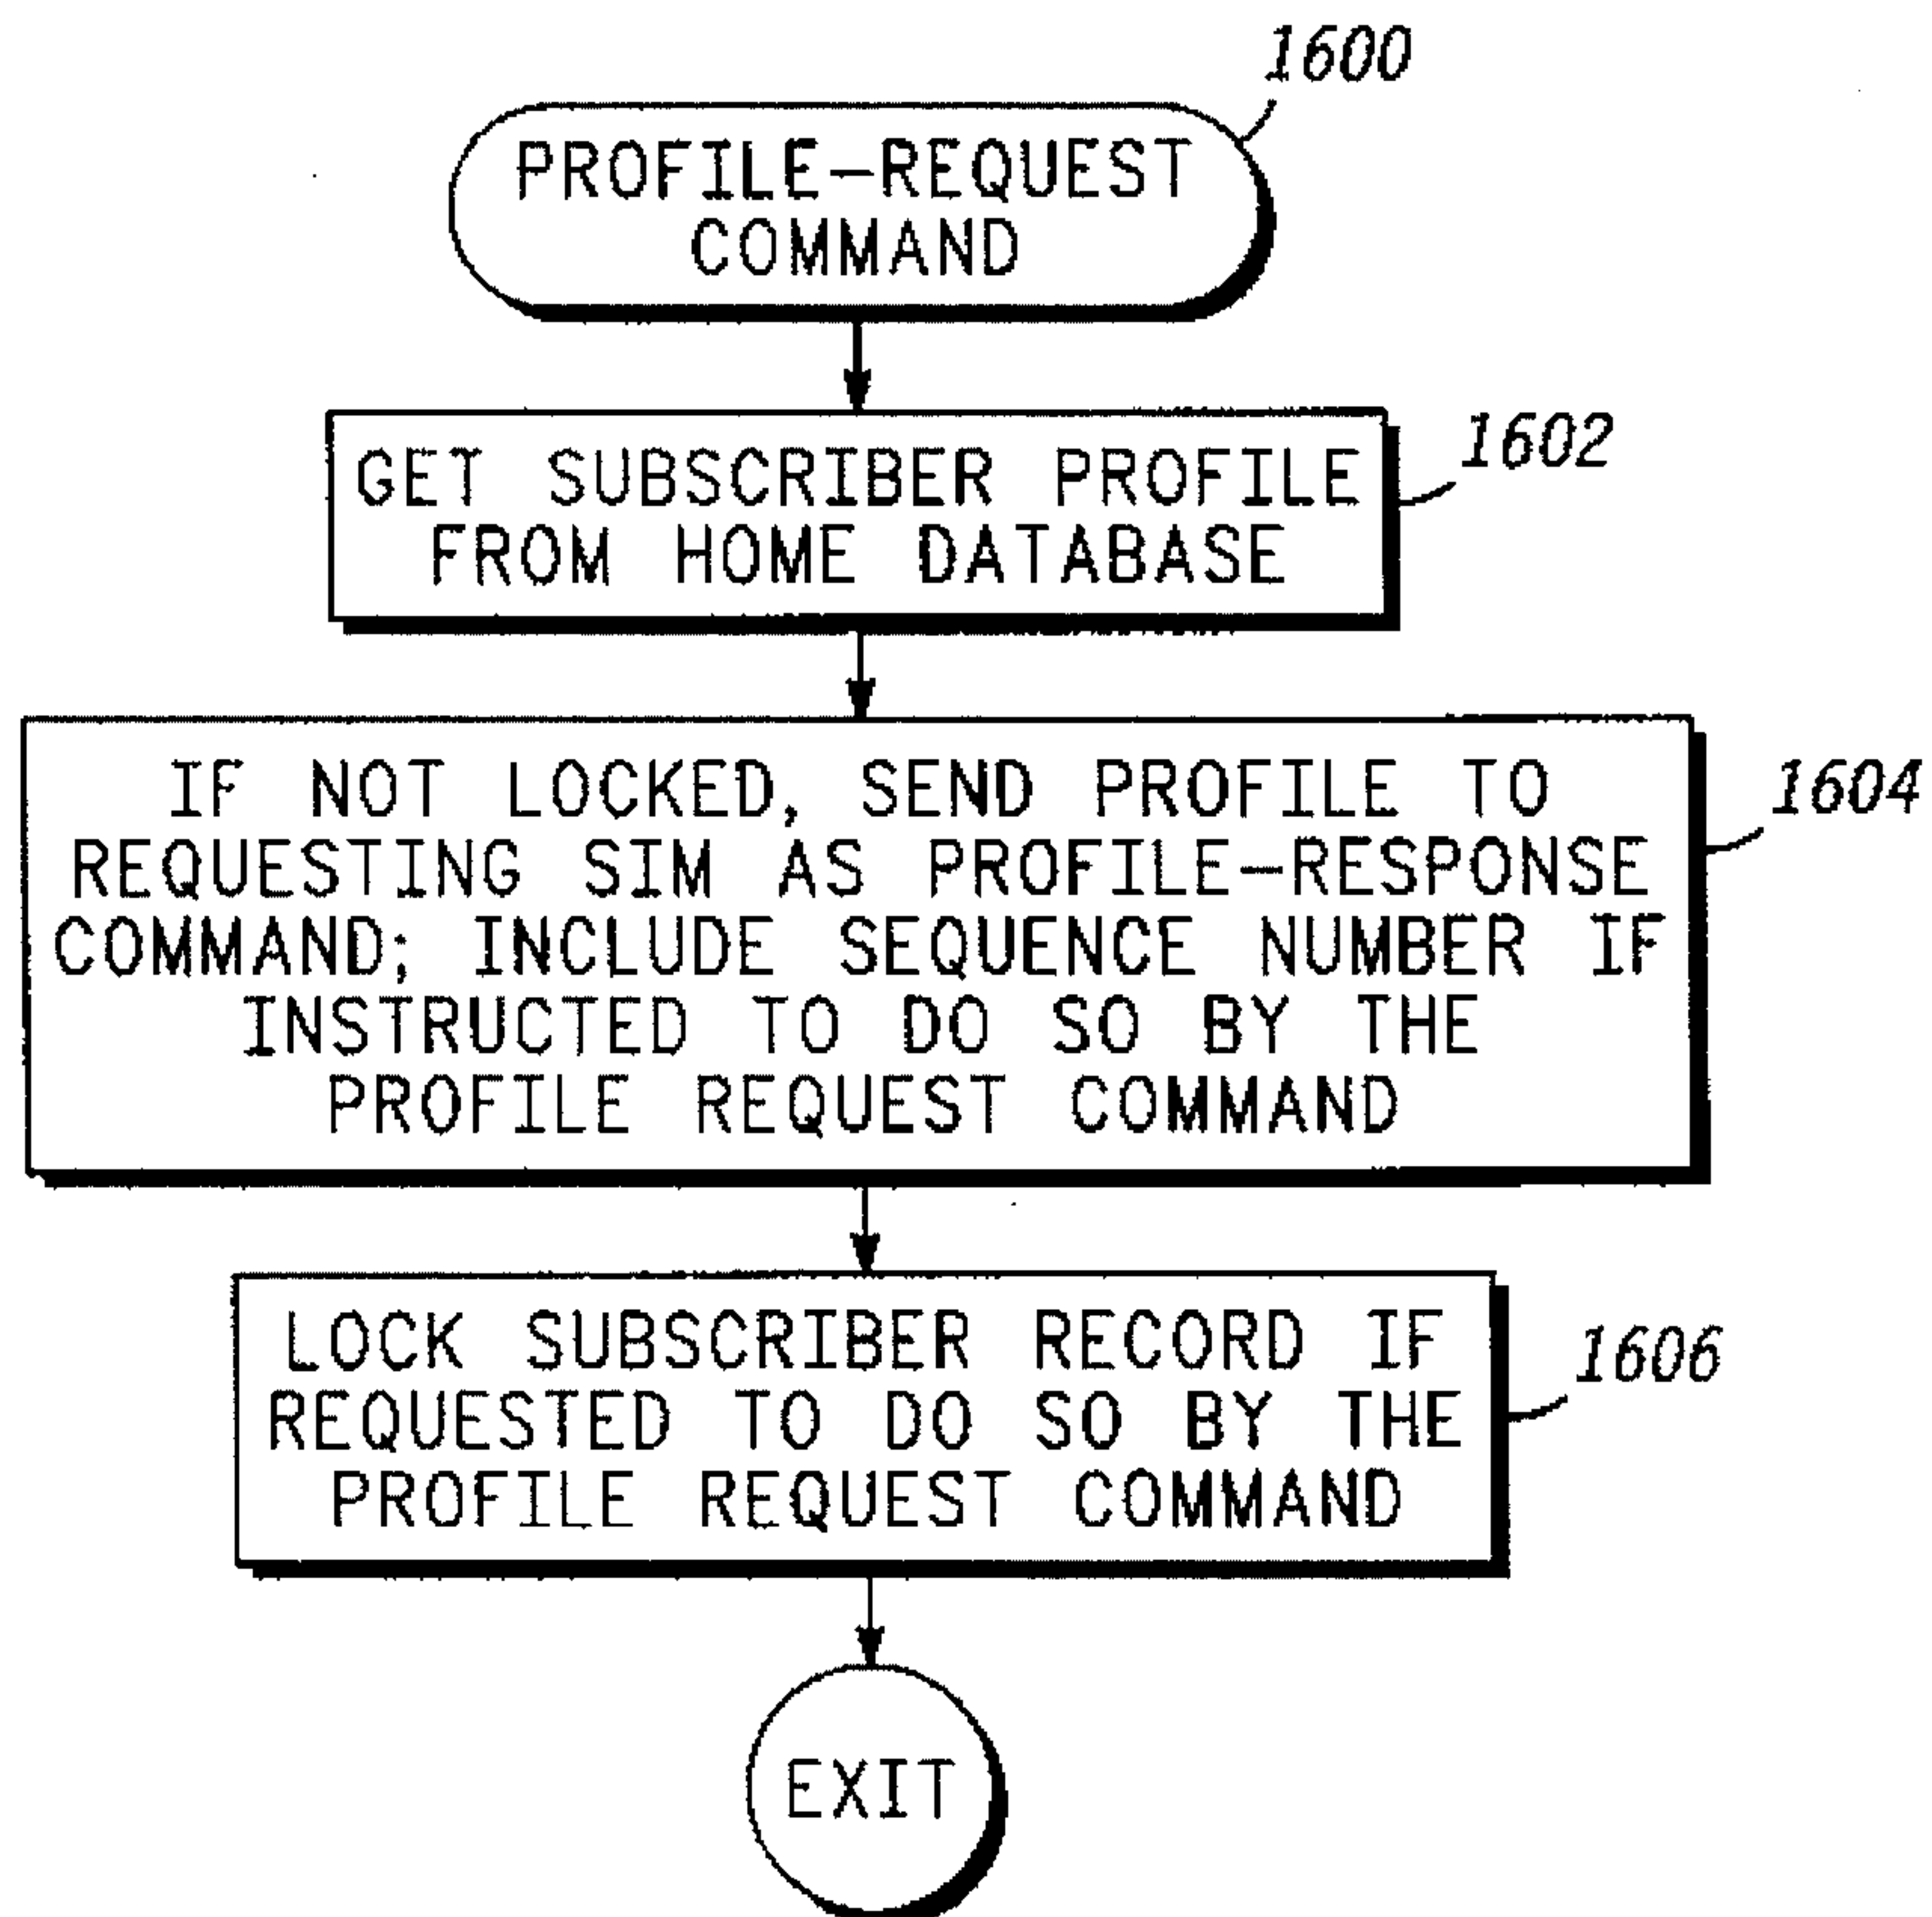 1600
PROFILE-REQUEST
COMMAND
1602
GET SUBSCRIBER PROFILE
FROM HOME DATABASE
1604
IF NOT LOCKED, SEND PROFILE TO
REQUESTING SIM AS PROFILE-RESPONSE
COMMAND; INCLUDE SEQUENCE NUMBER IF
INSTRUCTED TO DO SO BY THE
PROFILE REQUEST COMMAND
1606
LOCK SUBSCRIBER RECORD IF
REQUESTED TO DO SO BY THE
PROFILE REQUEST COMMAND
EXIT